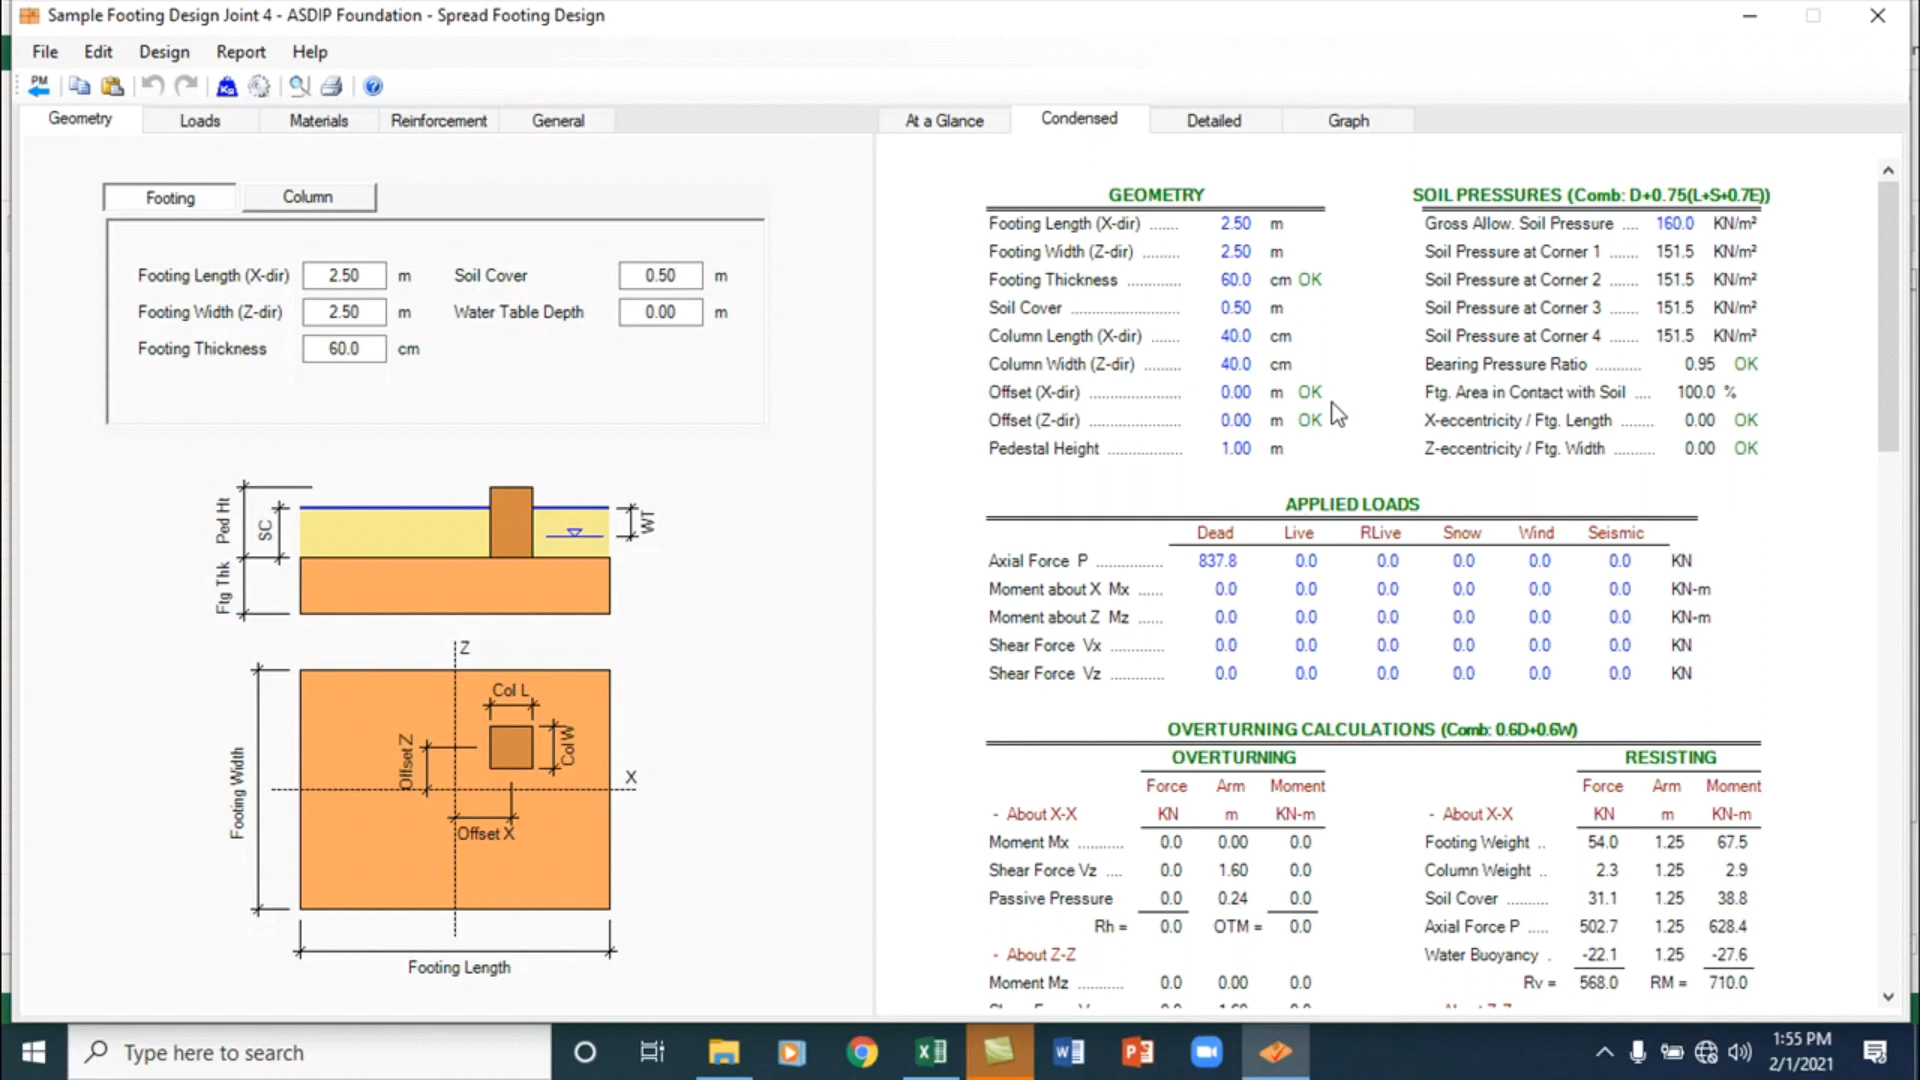 Sample Footing Design Joint 4 - ASDIP Foundation - Spread Footing Design
File Edit Design Report Help
PM
Geometry Loads Materials Reinforcement General
At a Glance Condensed Detailed Graph
Footing Column
Footing Length (X-dir) 2.50 m Soil Cover 0.50 m
Footing Width (Z-dir) 2.50 m Water Table Depth 0.00 m
Footing Thickness 60.0 cm
Ped Ht
SC
WT
Ftg Thk
Z
Col L
Col W
Offset Z
X
Offset X
Footing Width
Footing Length
GEOMETRY
Footing Length (X-dir) ....... 2.50 m
Footing Width (Z-dir) ......... 2.50 m
Footing Thickness ............. 60.0 cm OK
Soil Cover ......................... 0.50 m
Column Length (X-dir) ....... 40.0 cm
Column Width (Z-dir) ......... 40.0 cm
Offset (X-dir) ...................... 0.00 m OK
Offset (Z-dir) ...................... 0.00 m OK
Pedestal Height .................. 1.00 m
SOIL PRESSURES (Comb: D+0.75(L+S+0.7E))
Gross Allow. Soil Pressure .... 160.0 KN/m²
Soil Pressure at Corner 1 ....... 151.5 KN/m²
Soil Pressure at Corner 2 ....... 151.5 KN/m²
Soil Pressure at Corner 3 ....... 151.5 KN/m²
Soil Pressure at Corner 4 ....... 151.5 KN/m²
Bearing Pressure Ratio ........... 0.95 OK
Ftg. Area in Contact with Soil .... 100.0 %
X-eccentricity / Ftg. Length ........ 0.00 OK
Z-eccentricity / Ftg. Width .......... 0.00 OK
APPLIED LOADS
Dead Live RLive Snow Wind Seismic
Axial Force P ................ 837.8 0.0 0.0 0.0 0.0 0.0 KN
Moment about X Mx ...... 0.0 0.0 0.0 0.0 0.0 0.0 KN-m
Moment about Z Mz ...... 0.0 0.0 0.0 0.0 0.0 0.0 KN-m
Shear Force Vx ............. 0.0 0.0 0.0 0.0 0.0 0.0 KN
Shear Force Vz ............. 0.0 0.0 0.0 0.0 0.0 0.0 KN
OVERTURNING CALCULATIONS (Comb: 0.6D+0.6W)
OVERTURNING
Force Arm Moment
- About X-X KN m KN-m
Moment Mx ........... 0.0 0.00 0.0
Shear Force Vz .... 0.0 1.60 0.0
Passive Pressure 0.0 0.24 0.0
Rh = 0.0 OTM = 0.0
- About Z-Z
Moment Mz ........... 0.0 0.00 0.0
RESISTING
Force Arm Moment
- About X-X KN m KN-m
Footing Weight .. 54.0 1.25 67.5
Column Weight .. 2.3 1.25 2.9
Soil Cover .......... 31.1 1.25 38.8
Axial Force P ..... 502.7 1.25 628.4
Water Buoyancy . -22.1 1.25 -27.6
Rv = 568.0 RM = 710.0
Type here to search
1:55 PM
2/1/2021